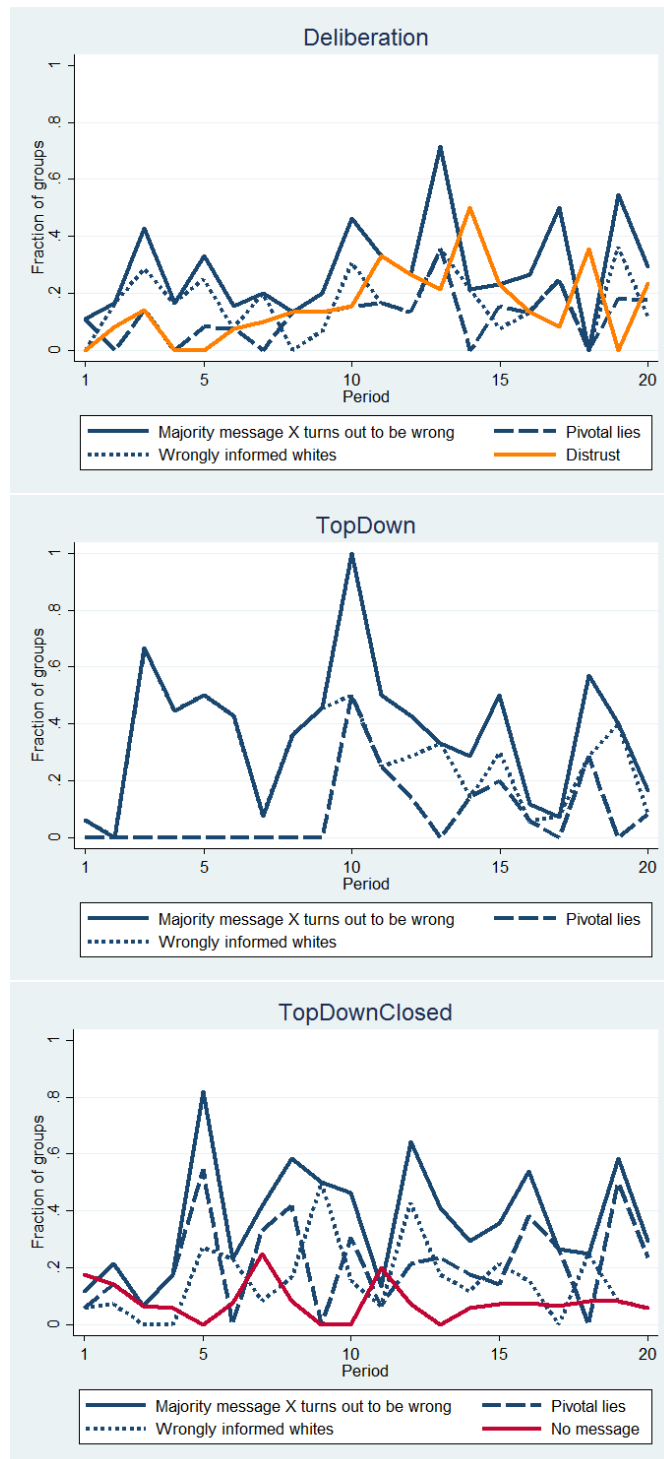 Deliberation
Fraction of groups
1
.8
.6
.4
.2
0
1 5 10 15 20
Period
Majority message X turns out to be wrong Pivotal lies
Wrongly informed whites Distrust
TopDown
Fraction of groups
1
.8
.6
.4
.2
0
1 5 10 15 20
Period
Majority message X turns out to be wrong Pivotal lies
Wrongly informed whites
TopDownClosed
Fraction of groups
1
.8
.6
.4
.2
0
1 5 10 15 20
Period
Majority message X turns out to be wrong Pivotal lies
Wrongly informed whites No message